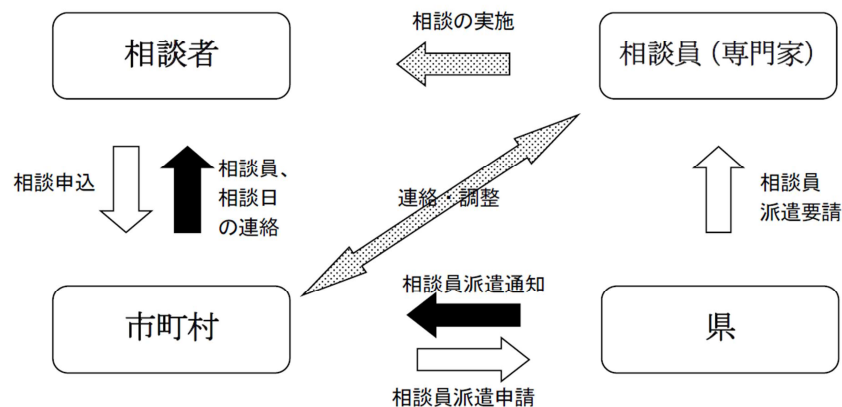 相談の実施
相談者
相談員（専門家）
相談申込
相談員、
相談日
の連絡
連絡・調整
相談員
派遣要請
相談員派遣通知
市町村
県
相談員派遣申請